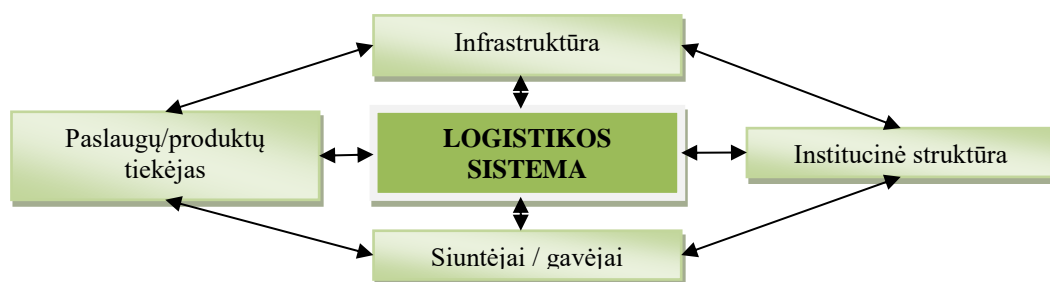 Infrastruktūra
Paslaugų/produktų
tiekėjas
LOGISTIKOS
SISTEMA
Institucinė struktūra
Siuntėjai / gavėjai